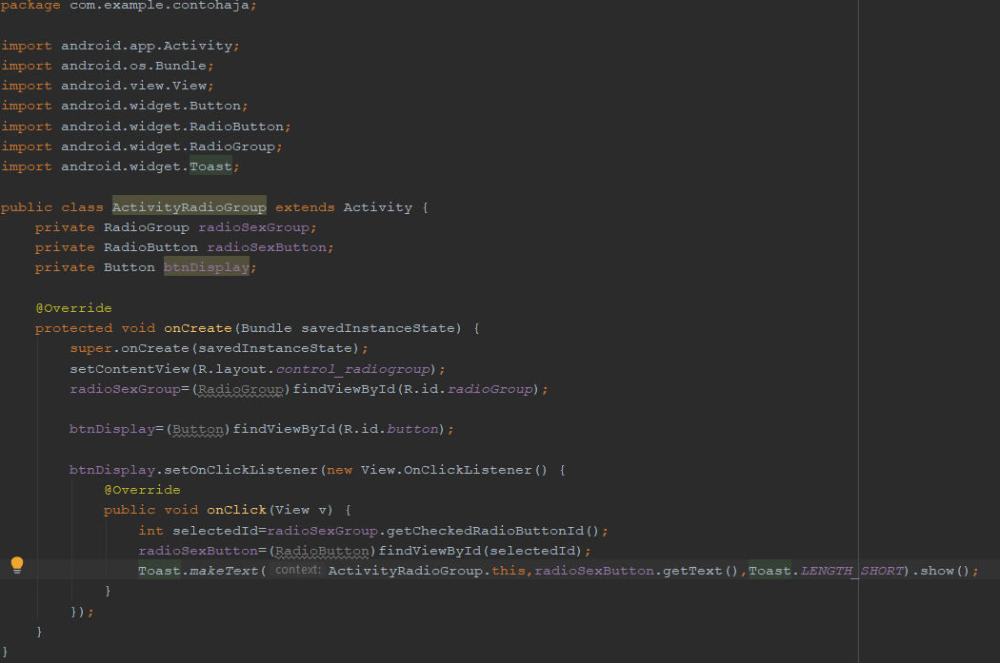 package com.example.contohaja;
import android.app.Activity;
import android.os.Bundle;
import android.view.View;
import android.widget.Button;
import android.widget.RadioButton;
import android.widget.RadioGroup;
import android.widget.Toast;
public class ActivityRadioGroup extends Activity {
    private RadioGroup radioSexGroup;
    private RadioButton radioSexButton;
    private Button btnDisplay;
    @Override
    protected void onCreate(Bundle savedInstanceState) {
        super.onCreate(savedInstanceState);
        setContentView(R.layout.control_radiogroup);
        radioSexGroup=(RadioGroup)findViewById(R.id.radioGroup);
        btnDisplay=(Button)findViewById(R.id.button);
        btnDisplay.setOnClickListener(new View.OnClickListener() {
            @Override
            public void onClick(View v) {
                int selectedId=radioSexGroup.getCheckedRadioButtonId();
                radioSexButton=(RadioButton)findViewById(selectedId);
                Toast.makeText( context: ActivityRadioGroup.this,radioSexButton.getText(),Toast.LENGTH_SHORT).show();
            }
        });
    }
}